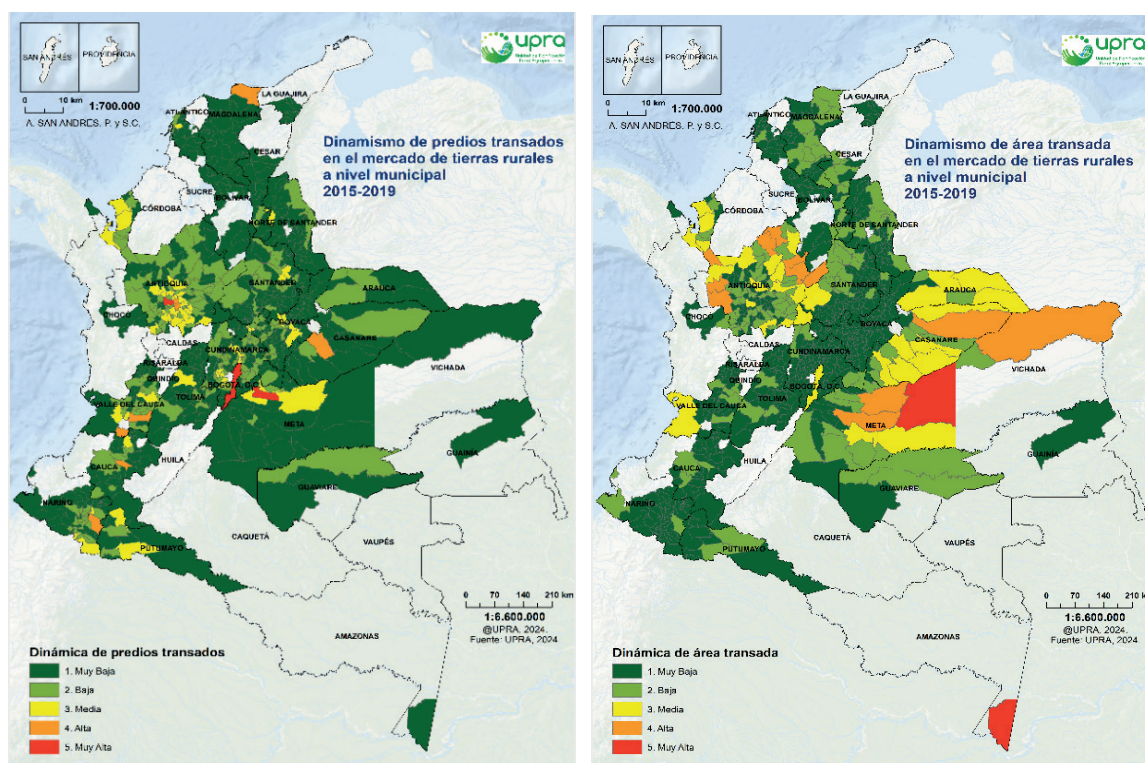 SAN ANDRÉS
PROVIDENCIA
0 10 km
1:700.000
A. SAN ANDRES. P. y S.C.
upra
Dinamismo de predios transados
en el mercado de tierras rurales
a nivel municipal
2015-2019
LA GUAJIRA
ATLÁNTICO
MAGDALENA
CESAR
SUCRE
BOLÍVAR
CÓRDOBA
NORTE DE SANTANDER
ANTIOQUIA
SANTANDER
ARAUCA
CHOCÓ
BOYACÁ
CASANARE
CALDAS
CUNDINAMARCA
RISARALDA
VICHADA
QUINDÍO
BOGOTÁ, D.C.
TOLIMA
VALLE DEL CAUCA
META
GUAINÍA
HUILA
CAUCA
GUAVIARE
NARIÑO
CAQUETÁ
VAUPÉS
PUTUMAYO
AMAZONAS
0 70 140 210 km
1:6.600.000
@UPRA, 2024.
Fuente: UPRA, 2024
Dinámica de predios transados
1. Muy Baja
2. Baja
3. Media
4. Alta
5. Muy Alta
SAN ANDRÉS
PROVIDENCIA
0 10 km
1:700.000
A. SAN ANDRES. P. y S.C.
upra
Dinamismo de área transada
en el mercado de tierras rurales
a nivel municipal
2015-2019
LA GUAJIRA
ATLÁNTICO
MAGDALENA
CESAR
SUCRE
BOLÍVAR
CÓRDOBA
NORTE DE SANTANDER
ANTIOQUIA
SANTANDER
ARAUCA
CHOCÓ
BOYACÁ
CASANARE
CALDAS
CUNDINAMARCA
RISARALDA
VICHADA
QUINDÍO
BOGOTÁ, D.C.
TOLIMA
VALLE DEL CAUCA
META
GUAINÍA
HUILA
CAUCA
GUAVIARE
NARIÑO
CAQUETÁ
VAUPÉS
PUTUMAYO
AMAZONAS
0 70 140 210 km
1:6.600.000
@UPRA, 2024.
Fuente: UPRA, 2024
Dinámica de área transada
1. Muy Baja
2. Baja
3. Media
4. Alta
5. Muy Alta